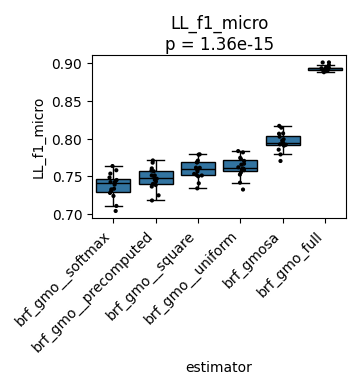 LL_f1_micro
p = 1.36e-15
LL_f1_micro
0.90
0.85
0.80
0.75
0.70
brf_gmo__softmax
brf_gmo__precomputed
brf_gmo__square
brf_gmo__uniform
brf_gmosa
brf_gmo_full
estimator